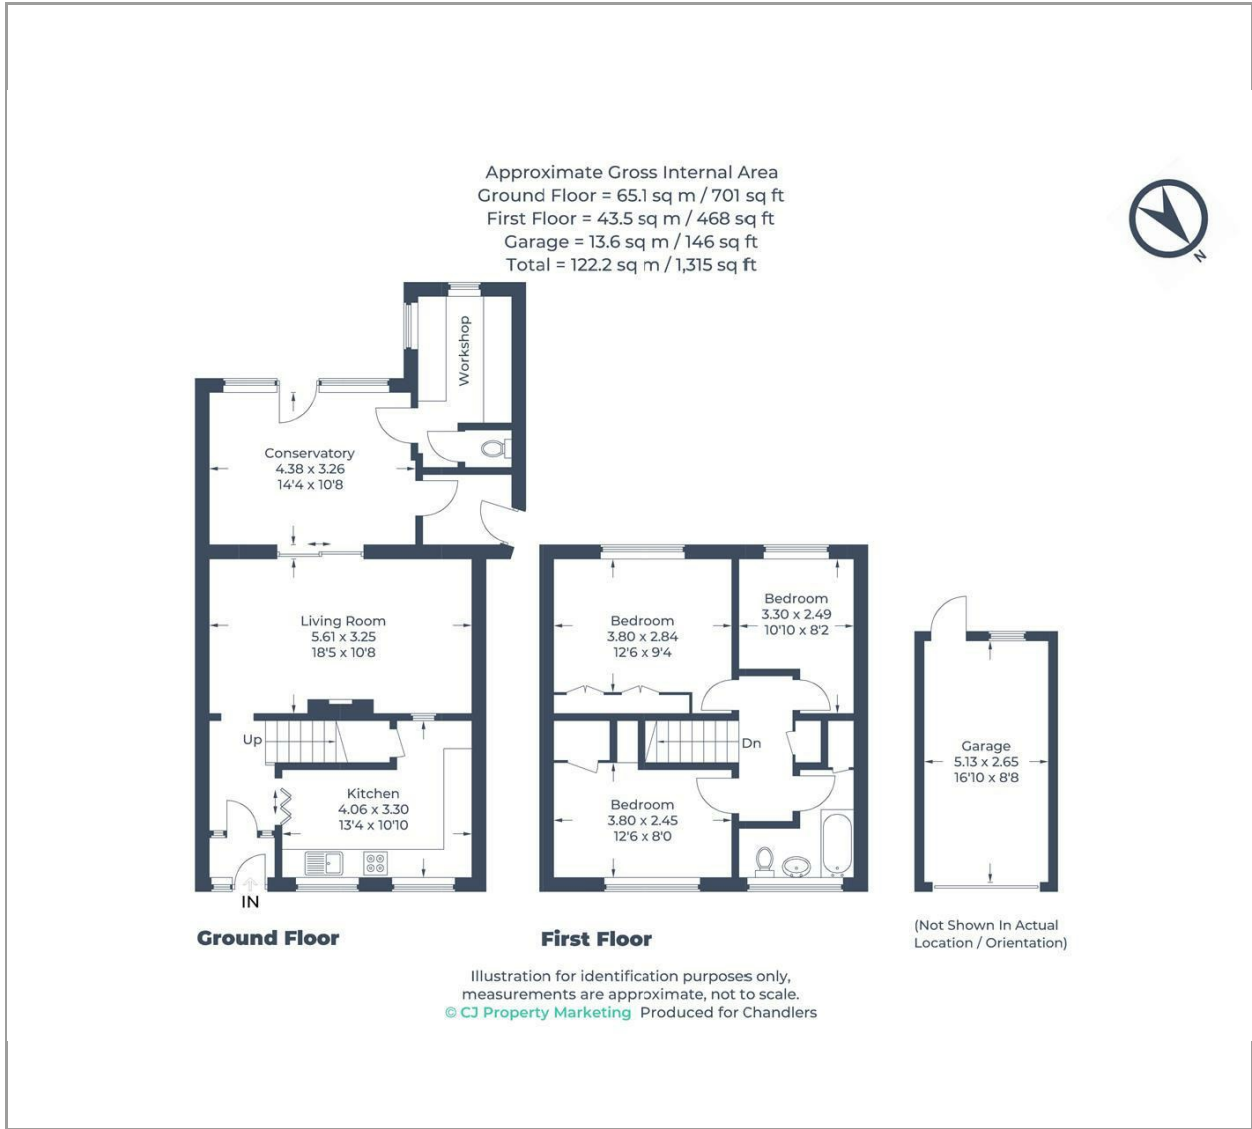 Approximate Gross Internal Area
Ground Floor = 65.1 sq m / 701 sq ft
First Floor = 43.5 sq m / 468 sq ft
Garage = 13.6 sq m / 146 sq ft
Total = 122.2 sq m / 1,315 sq ft
N
Workshop
Conservatory
4.38 x 3.26
14'4 x 10'8
Living Room
5.61 x 3.25
18'5 x 10'8
Up
Kitchen
4.06 x 3.30
13'4 x 10'10
IN
Ground Floor
Bedroom
3.80 x 2.84
12'6 x 9'4
Bedroom
3.30 x 2.49
10'10 x 8'2
Dn
Bedroom
3.80 x 2.45
12'6 x 8'0
First Floor
Garage
5.13 x 2.65
16'10 x 8'8
(Not Shown In Actual
Location / Orientation)
Illustration for identification purposes only,
measurements are approximate, not to scale.
© CJ Property Marketing Produced for Chandlers